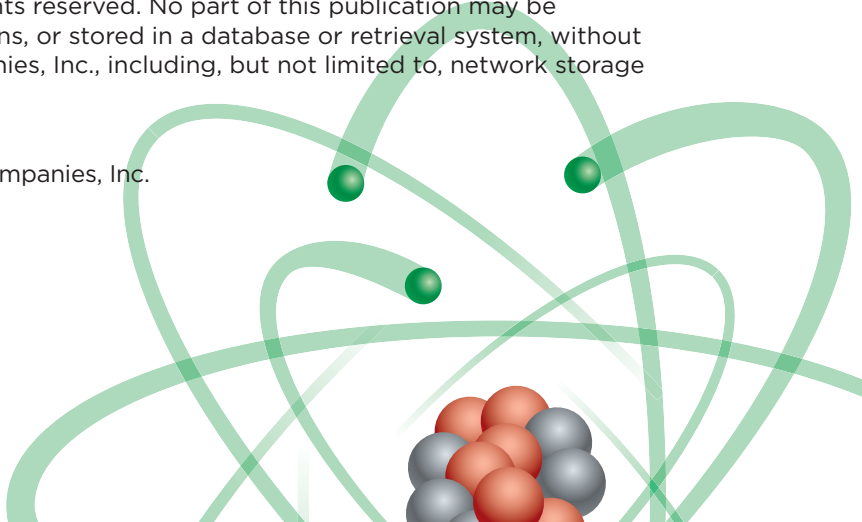 nts reserved. No part of this publication may be
ns, or stored in a database or retrieval system, without
nies, Inc., including, but not limited to, network storage
mpanies, Inc.